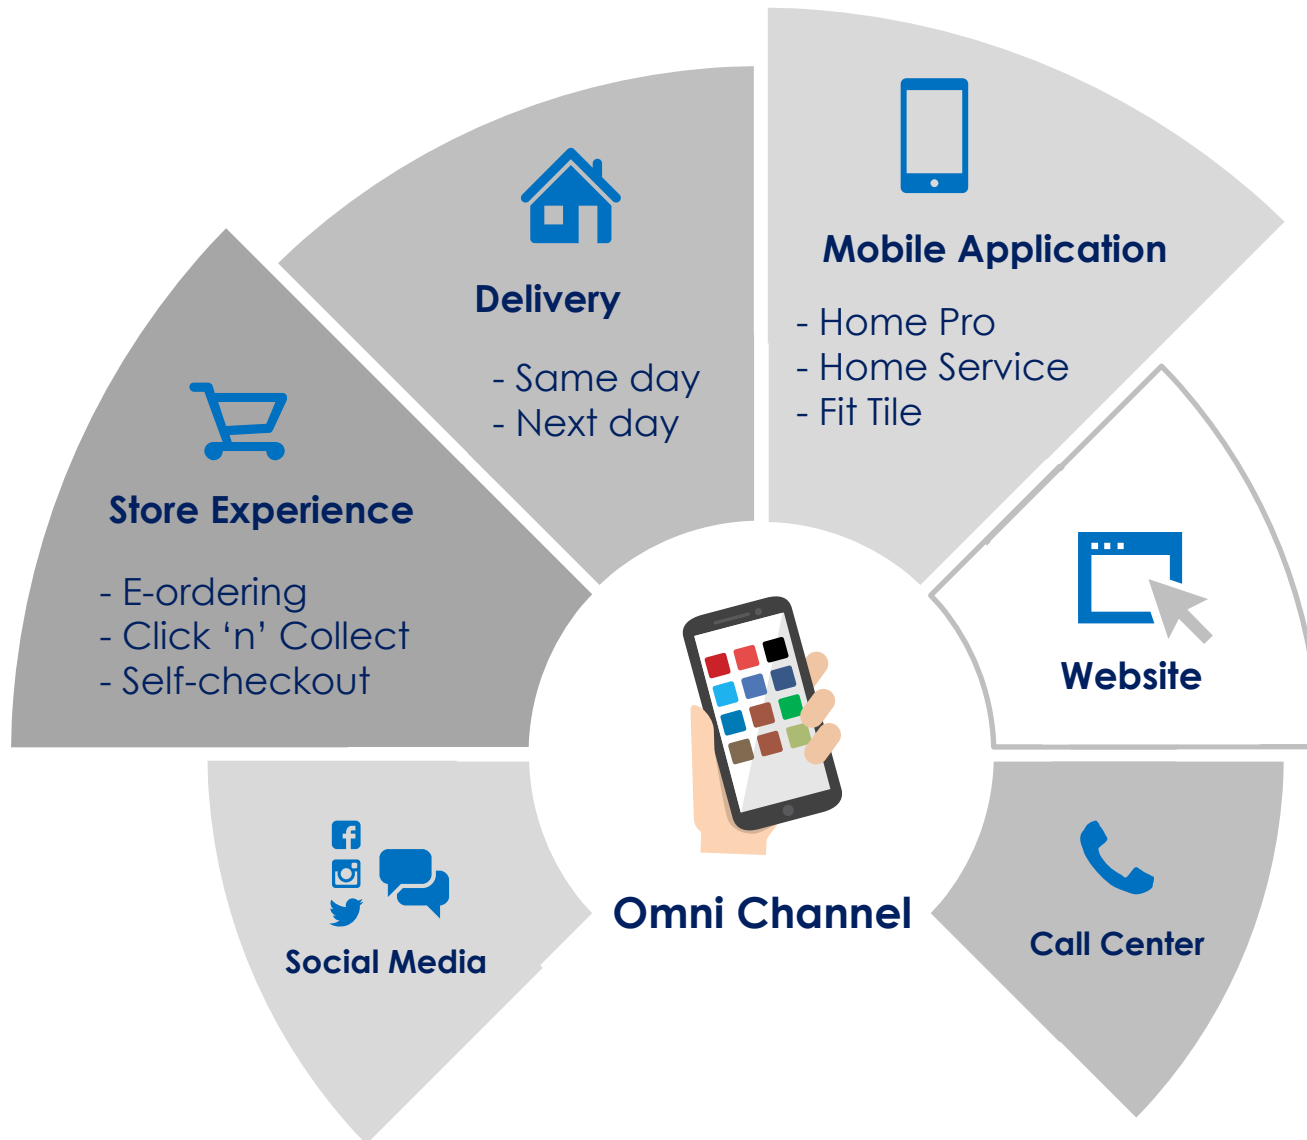 Mobile Application
- Home Pro
- Home Service
- Fit Tile
Delivery
- Same day
- Next day
Store Experience
- E-ordering
- Click ‘n’ Collect
- Self-checkout
Website
Social Media
Omni Channel
Call Center